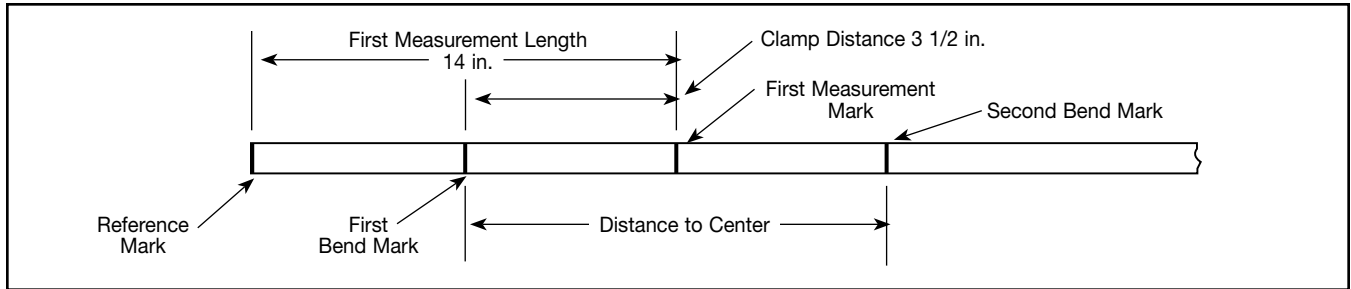 First Measurement Length
14 in.
Clamp Distance 3 1/2 in.
First Measurement
Mark
Second Bend Mark
Reference
Mark
First
Bend Mark
Distance to Center